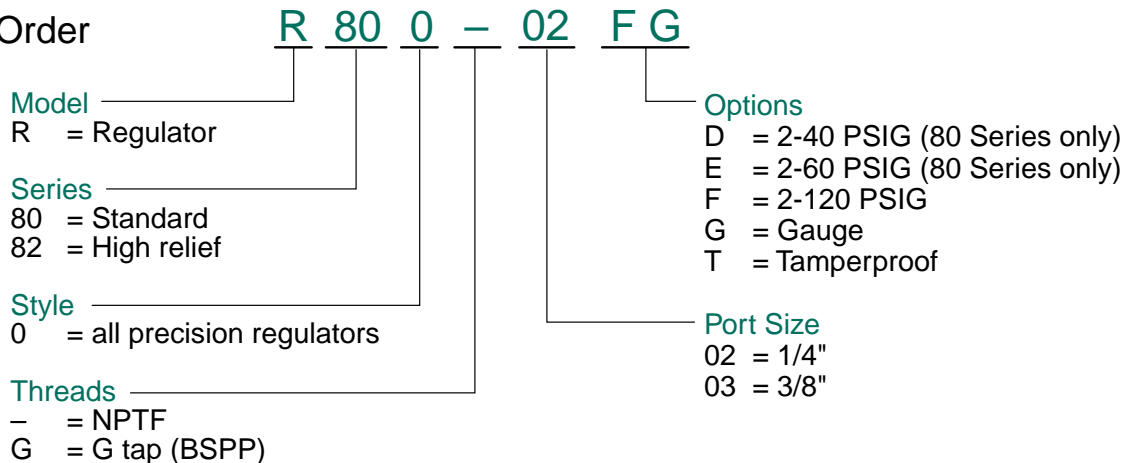 Order R 80 0 – 02 F G
Model
R = Regulator
Series
80 = Standard
82 = High relief
Style
0 = all precision regulators
Threads
– = NPTF
G = G tap (BSPP)
Options
D = 2-40 PSIG (80 Series only)
E = 2-60 PSIG (80 Series only)
F = 2-120 PSIG
G = Gauge
T = Tamperproof
Port Size
02 = 1/4"
03 = 3/8"